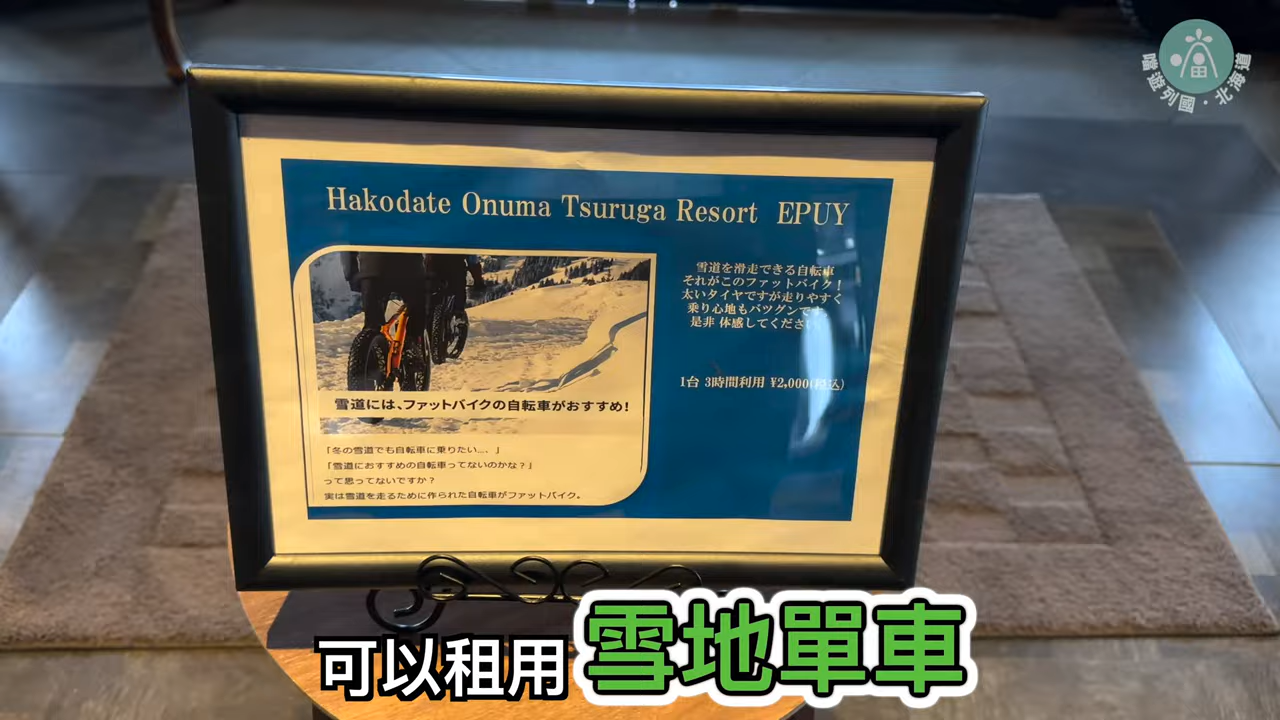 噹遊列國・北海道
Hakodate Onuma Tsuruga Resort EPUY
雪道を滑走できる自転車
それがこのファットバイク！
太いタイヤですが走りやすく
乗り心地もバツグンです
是非 体感してくださ
1台 3時間利用 ¥2,000(税込)
雪道には、ファットバイクの自転車がおすすめ！
「冬の雪道でも自転車に乗りたい…、」
「雪道におすすめの自転車ってないのかな？」
って思ってないですか？
実は雪道を走るために作られた自転車がファットバイク。
可以租用雪地單車